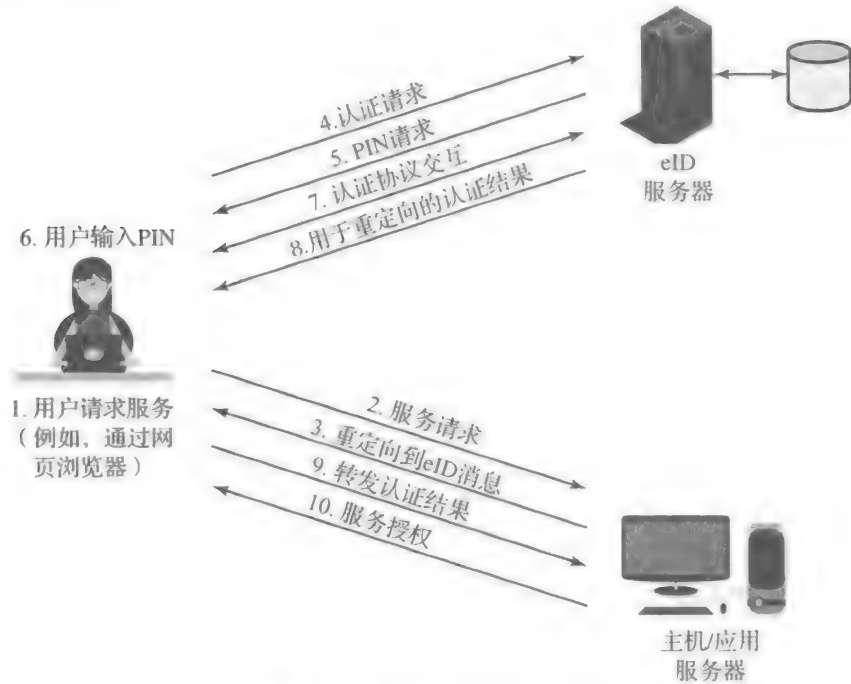 4.认证请求
5. PIN请求
7. 认证协议交互
8.用于重定向的认证结果
eID
服务器
6. 用户输入PIN
1. 用户请求服务
（例如，通过网
页浏览器）
2. 服务请求
3. 重定向到eID消息
9. 转发认证结果
10. 服务授权
主机/应用
服务器